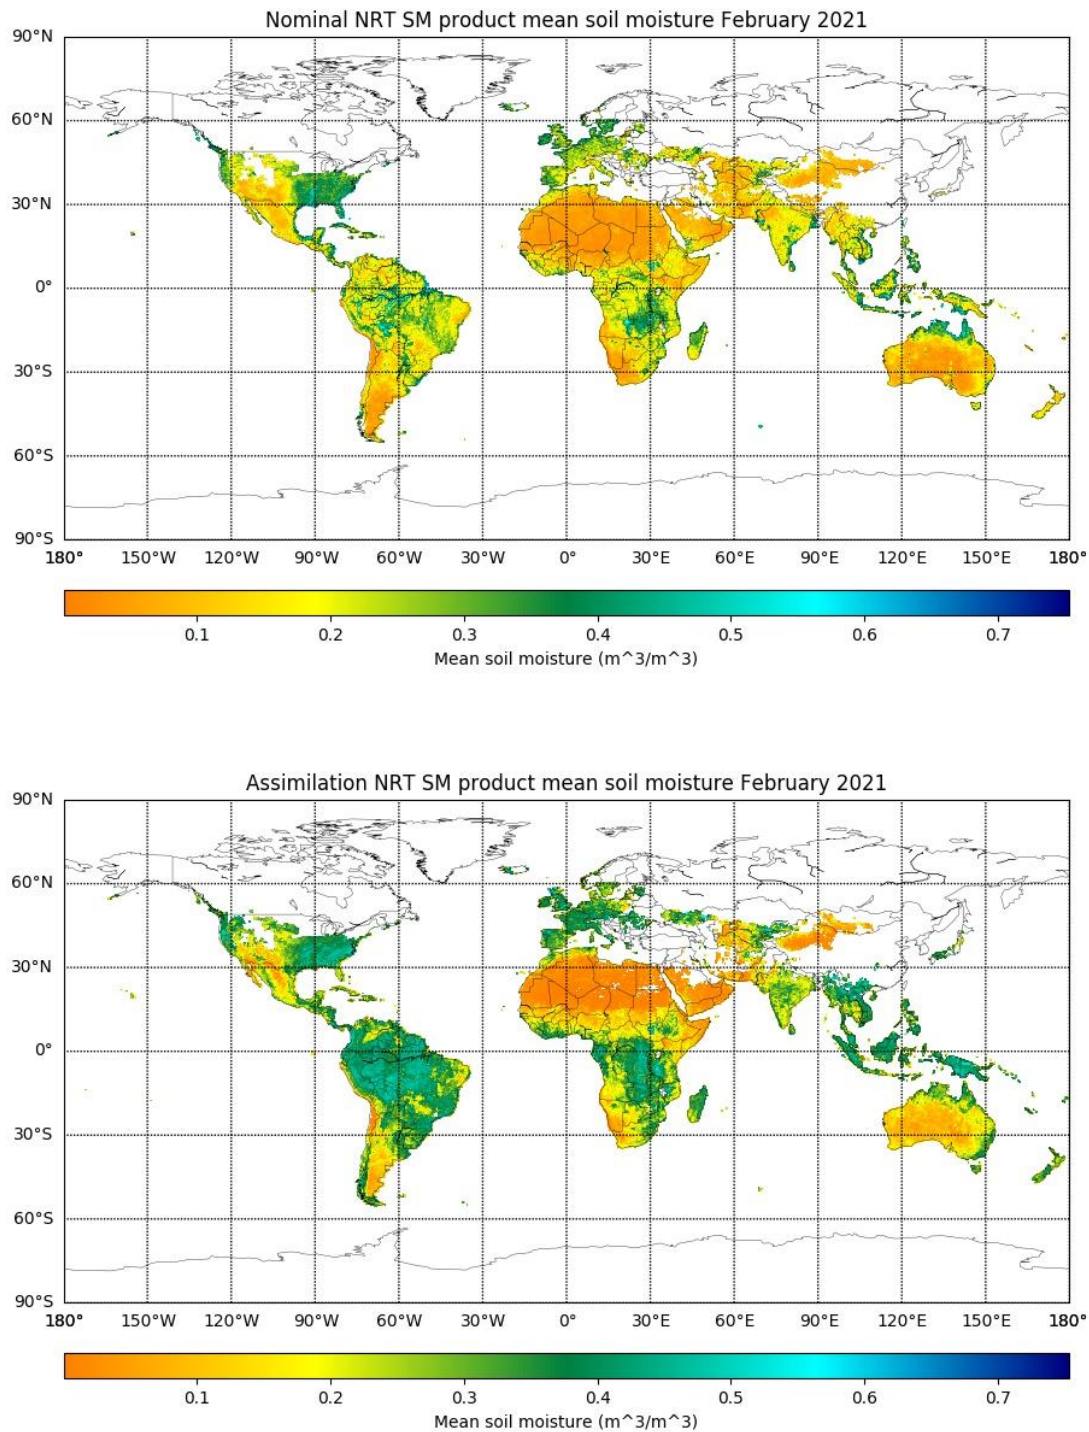 Nominal NRT SM product mean soil moisture February 2021
90°N
60°N
30°N
0°
30°S
60°S
90°S
180° 150°W 120°W 90°W 60°W 30°W 0° 30°E 60°E 90°E 120°E 150°E 180°
0.1 0.2 0.3 0.4 0.5 0.6 0.7
Mean soil moisture (m^3/m^3)
Assimilation NRT SM product mean soil moisture February 2021
90°N
60°N
30°N
0°
30°S
60°S
90°S
180° 150°W 120°W 90°W 60°W 30°W 0° 30°E 60°E 90°E 120°E 150°E 180°
0.1 0.2 0.3 0.4 0.5 0.6 0.7
Mean soil moisture (m^3/m^3)